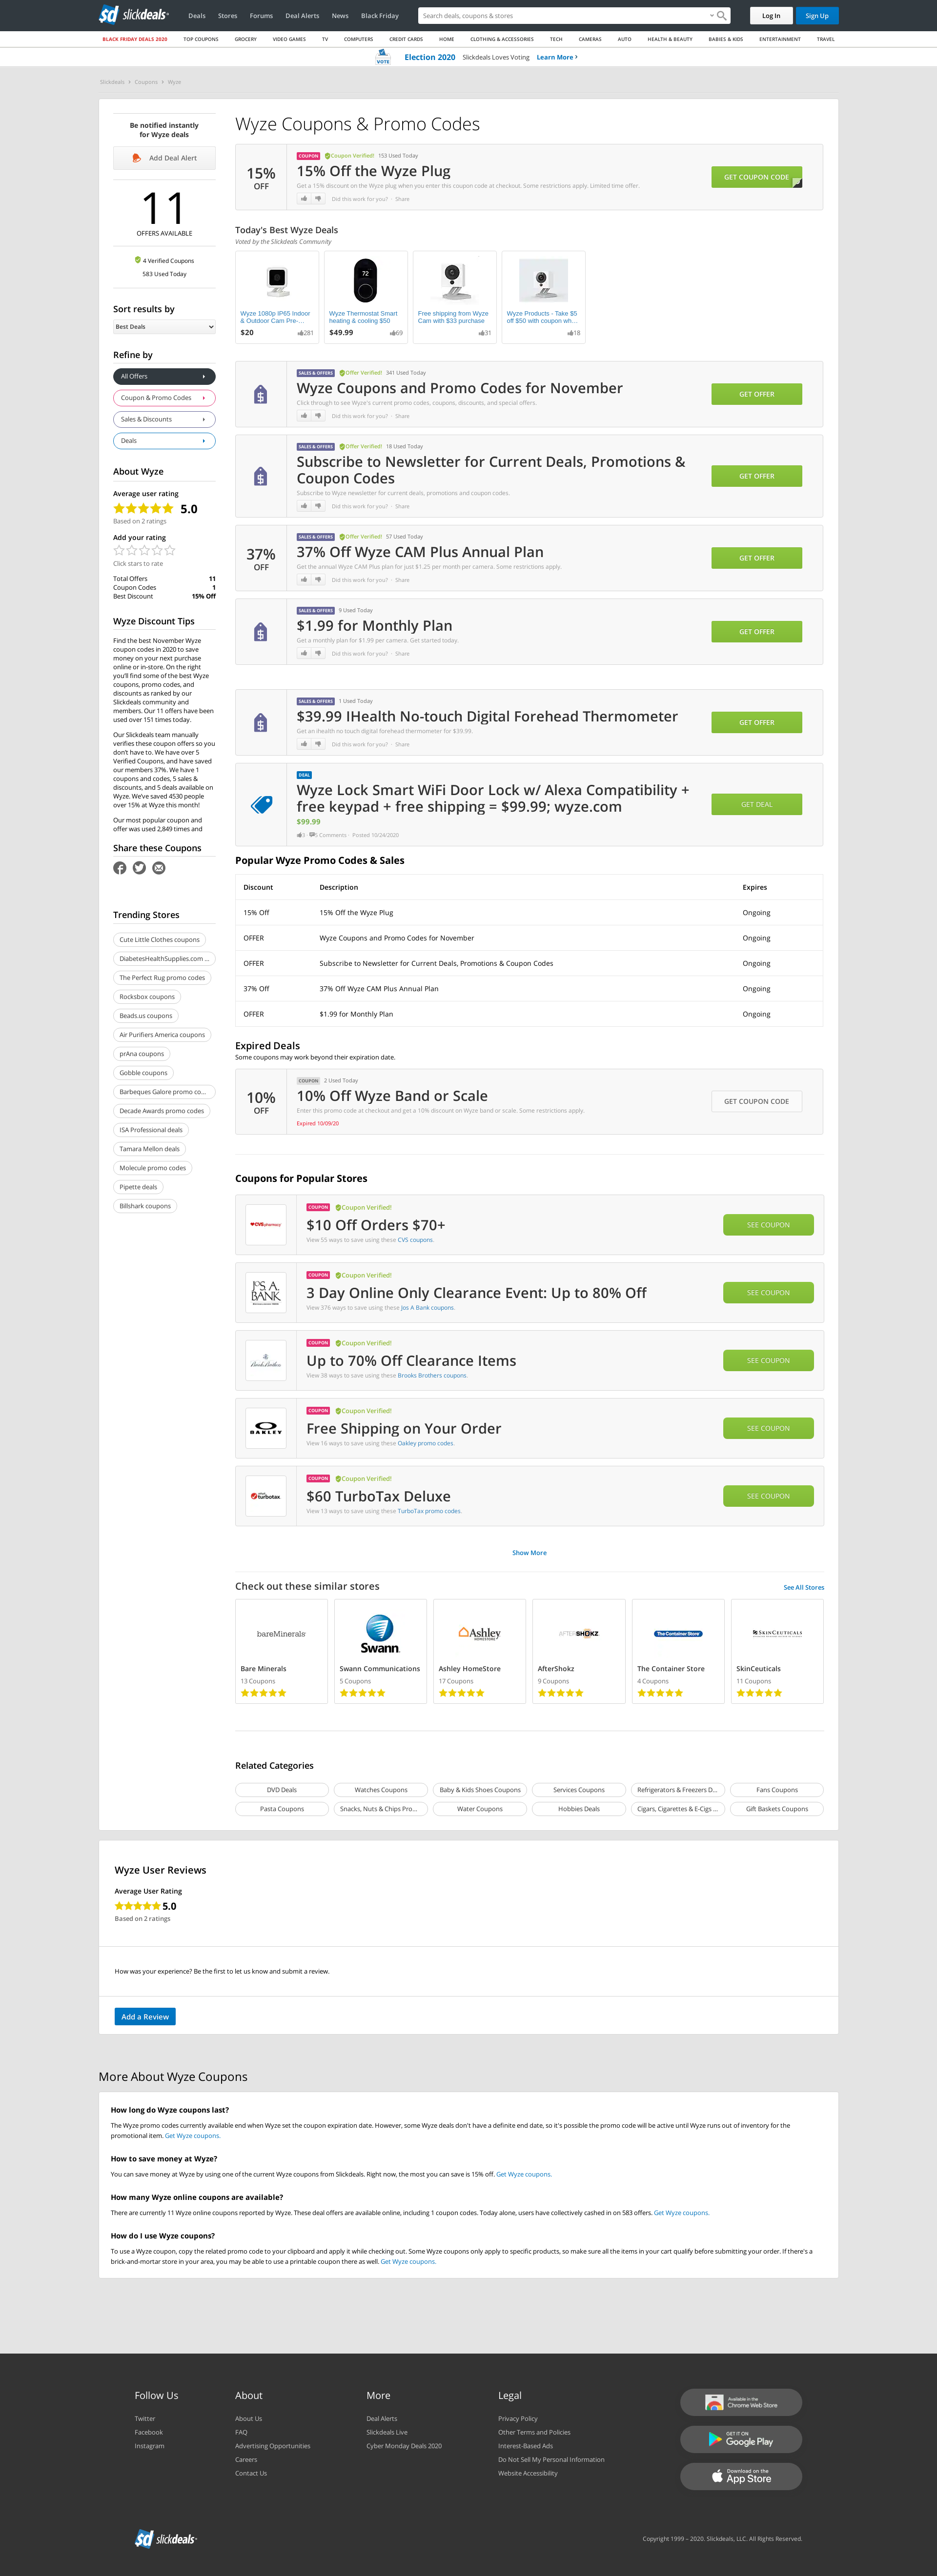 sd slickdeals
Deals Stores Forums Deal Alerts News Black Friday
Search deals, coupons & stores
Log In
Sign Up
BLACK FRIDAY DEALS 2020 TOP COUPONS GROCERY VIDEO GAMES TV COMPUTERS CREDIT CARDS HOME CLOTHING & ACCESSORIES TECH CAMERAS AUTO HEALTH & BEAUTY BABIES & KIDS ENTERTAINMENT TRAVEL
VOTE Election 2020 Slickdeals Loves Voting Learn More ›
Slickdeals › Coupons › Wyze
Be notified instantly
for Wyze deals
Add Deal Alert
11
OFFERS AVAILABLE
4 Verified Coupons
583 Used Today
Sort results by
Best Deals
Refine by
All Offers
Coupon & Promo Codes
Sales & Discounts
Deals
About Wyze
Average user rating
5.0
Based on 2 ratings
Add your rating
Click stars to rate
Total Offers 11
Coupon Codes 1
Best Discount 15% Off
Wyze Discount Tips
Find the best November Wyze
coupon codes in 2020 to save
money on your next purchase
online or in-store. On the right
you'll find some of the best Wyze
coupons, promo codes, and
discounts as ranked by our
Slickdeals community and
members. Our 11 offers have been
used over 151 times today.
Our Slickdeals team manually
verifies these coupon offers so you
don't have to. We have over 5
Verified Coupons, and have saved
our members 37%. We have 1
coupons and codes, 5 sales &
discounts, and 5 deals available on
Wyze. We've saved 4530 people
over 15% at Wyze this month!
Our most popular coupon and
offer was used 2,849 times and
Share these Coupons
Trending Stores
Cute Little Clothes coupons
DiabetesHealthSupplies.com ...
The Perfect Rug promo codes
Rocksbox coupons
Beads.us coupons
Air Purifiers America coupons
prAna coupons
Gobble coupons
Barbeques Galore promo co...
Decade Awards promo codes
ISA Professional deals
Tamara Mellon deals
Molecule promo codes
Pipette deals
Billshark coupons
Wyze Coupons & Promo Codes
15%
OFF
COUPON Coupon Verified! 153 Used Today
15% Off the Wyze Plug
Get a 15% discount on the Wyze plug when you enter this coupon code at checkout. Some restrictions apply. Limited time offer.
Did this work for you? · Share
GET COUPON CODE
Today's Best Wyze Deals
Voted by the Slickdeals Community
Wyze 1080p IP65 Indoor
& Outdoor Cam Pre-...
$20 281
72
Wyze Thermostat Smart
heating & cooling $50
$49.99 69
Free shipping from Wyze
Cam with $33 purchase
31
Wyze Products - Take $5
off $50 with coupon wh...
18
SALES & OFFERS Offer Verified! 341 Used Today
Wyze Coupons and Promo Codes for November
Click through to see Wyze's current promo codes, coupons, discounts, and special offers.
Did this work for you? · Share
GET OFFER
SALES & OFFERS Offer Verified! 18 Used Today
Subscribe to Newsletter for Current Deals, Promotions &
Coupon Codes
Subscribe to Wyze newsletter for current deals, promotions and coupon codes.
Did this work for you? · Share
GET OFFER
37%
OFF
SALES & OFFERS Offer Verified! 57 Used Today
37% Off Wyze CAM Plus Annual Plan
Get the annual Wyze CAM Plus plan for just $1.25 per month per camera. Some restrictions apply.
Did this work for you? · Share
GET OFFER
SALES & OFFERS 9 Used Today
$1.99 for Monthly Plan
Get a monthly plan for $1.99 per camera. Get started today.
Did this work for you? · Share
GET OFFER
SALES & OFFERS 1 Used Today
$39.99 IHealth No-touch Digital Forehead Thermometer
Get an ihealth no touch digital forehead thermometer for $39.99.
Did this work for you? · Share
GET OFFER
DEAL
Wyze Lock Smart WiFi Door Lock w/ Alexa Compatibility +
free keypad + free shipping = $99.99; wyze.com
$99.99
Comments · Posted 10/24/2020
GET DEAL
Popular Wyze Promo Codes & Sales
Discount Description Expires
15% Off 15% Off the Wyze Plug Ongoing
OFFER Wyze Coupons and Promo Codes for November Ongoing
OFFER Subscribe to Newsletter for Current Deals, Promotions & Coupon Codes Ongoing
37% Off 37% Off Wyze CAM Plus Annual Plan Ongoing
OFFER $1.99 for Monthly Plan Ongoing
Expired Deals
Some coupons may work beyond their expiration date.
10%
OFF
COUPON 2 Used Today
10% Off Wyze Band or Scale
Enter this promo code at checkout and get a 10% discount on Wyze band or scale. Some restrictions apply.
Expired 10/09/20
GET COUPON CODE
Coupons for Popular Stores
CVS pharmacy
COUPON Coupon Verified!
$10 Off Orders $70+
View 55 ways to save using these CVS coupons.
SEE COUPON
JOS. A. BANK
COUPON Coupon Verified!
3 Day Online Only Clearance Event: Up to 80% Off
View 376 ways to save using these Jos A Bank coupons.
SEE COUPON
Brooks Brothers
COUPON Coupon Verified!
Up to 70% Off Clearance Items
View 38 ways to save using these Brooks Brothers coupons.
SEE COUPON
OAKLEY
COUPON Coupon Verified!
Free Shipping on Your Order
View 16 ways to save using these Oakley promo codes.
SEE COUPON
turbotax
COUPON Coupon Verified!
$60 TurboTax Deluxe
View 13 ways to save using these TurboTax promo codes.
SEE COUPON
Show More
Check out these similar stores
See All Stores
bareMinerals
Bare Minerals
13 Coupons
Swann
Swann Communications
5 Coupons
Ashley HOMESTORE
Ashley HomeStore
17 Coupons
AFTERSHOKZ
AfterShokz
9 Coupons
The Container Store
The Container Store
4 Coupons
SKINCEUTICALS
SkinCeuticals
11 Coupons
Related Categories
DVD Deals Watches Coupons Baby & Kids Shoes Coupons Services Coupons Refrigerators & Freezers D... Fans Coupons
Pasta Coupons Snacks, Nuts & Chips Pro... Water Coupons Hobbies Deals Cigars, Cigarettes & E-Cigs ... Gift Baskets Coupons
Wyze User Reviews
Average User Rating
5.0
Based on 2 ratings
How was your experience? Be the first to let us know and submit a review.
Add a Review
More About Wyze Coupons
How long do Wyze coupons last?
The Wyze promo codes currently available end when Wyze set the coupon expiration date. However, some Wyze deals don't have a definite end date, so it's possible the promo code will be active until Wyze runs out of inventory for the
promotional item. Get Wyze coupons.
How to save money at Wyze?
You can save money at Wyze by using one of the current Wyze coupons from Slickdeals. Right now, the most you can save is 15% off. Get Wyze coupons.
How many Wyze online coupons are available?
There are currently 11 Wyze online coupons reported by Wyze. These deal offers are available online, including 1 coupon codes. Today alone, users have collectively cashed in on 583 offers. Get Wyze coupons.
How do I use Wyze coupons?
To use a Wyze coupon, copy the related promo code to your clipboard and apply it while checking out. Some Wyze coupons only apply to specific products, so make sure all the items in your cart qualify before submitting your order. If there's a
brick-and-mortar store in your area, you may be able to use a printable coupon there as well. Get Wyze coupons.
Follow Us
Twitter
Facebook
Instagram
About
About Us
FAQ
Advertising Opportunities
Careers
Contact Us
More
Deal Alerts
Slickdeals Live
Cyber Monday Deals 2020
Legal
Privacy Policy
Other Terms and Policies
Interest-Based Ads
Do Not Sell My Personal Information
Website Accessibility
Available in the
Chrome Web Store
GET IT ON
Google Play
Download on the
App Store
sd slickdeals
Copyright 1999 – 2020. Slickdeals, LLC. All Rights Reserved.